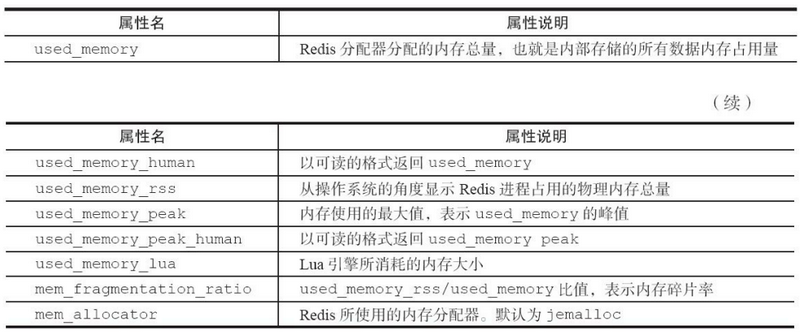 属性名 属性说明
used_memory Redis 分配器分配的内存总量，也就是内部存储的所有数据内存占用量
（续）
属性名 属性说明
used_memory_human 以可读的格式返回 used_memory
used_memory_rss 从操作系统的角度显示 Redis 进程占用的物理内存总量
used_memory_peak 内存使用的最大值，表示 used_memory 的峰值
used_memory_peak_human 以可读的格式返回 used_memory peak
used_memory_lua Lua 引擎所消耗的内存大小
mem_fragmentation_ratio used_memory_rss/used_memory 比值，表示内存碎片率
mem_allocator Redis 所使用的内存分配器。默认为 jemalloc